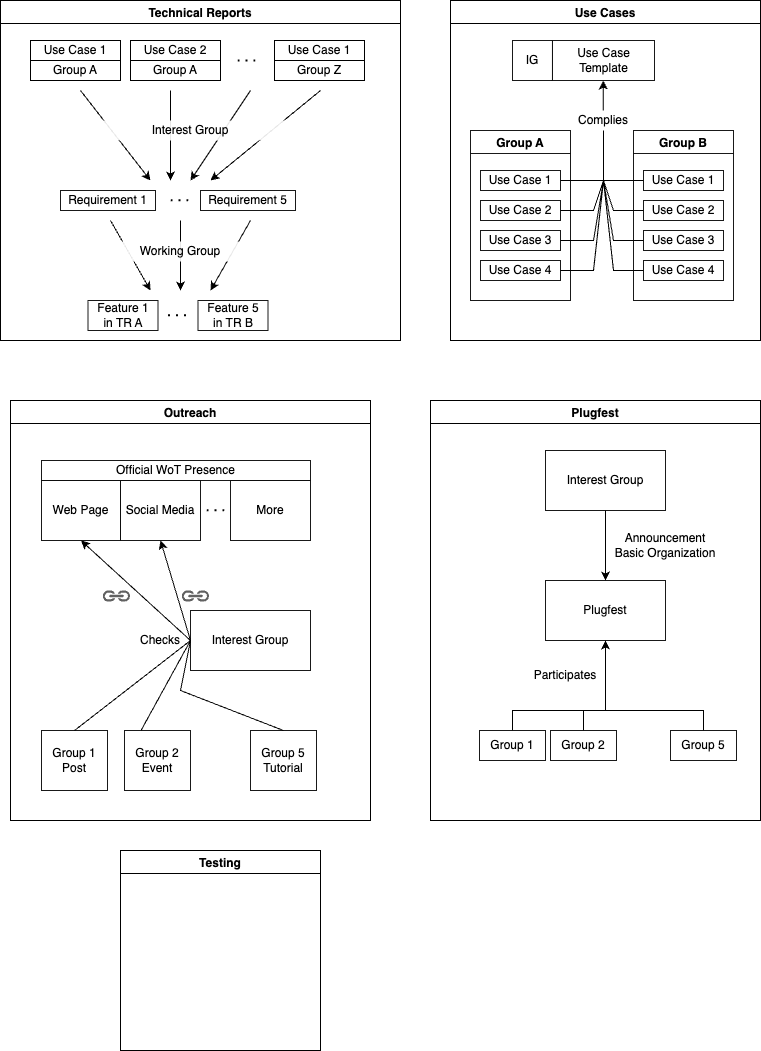 Technical Reports
Use Case 1
Group A
Use Case 2
Group A
. . .
Use Case 1
Group Z
Interest Group
Requirement 1
. . .
Requirement 5
Working Group
Feature 1
in TR A
. . .
Feature 5
in TR B
Use Cases
IG
Use Case
Template
Complies
Group A
Use Case 1
Use Case 2
Use Case 3
Use Case 4
Group B
Use Case 1
Use Case 2
Use Case 3
Use Case 4
Outreach
Official WoT Presence
Web Page
Social Media
. . .
More
Checks
Interest Group
Group 1
Post
Group 2
Event
Group 5
Tutorial
Plugfest
Interest Group
Announcement
Basic Organization
Plugfest
Participates
Group 1
Group 2
Group 5
Testing